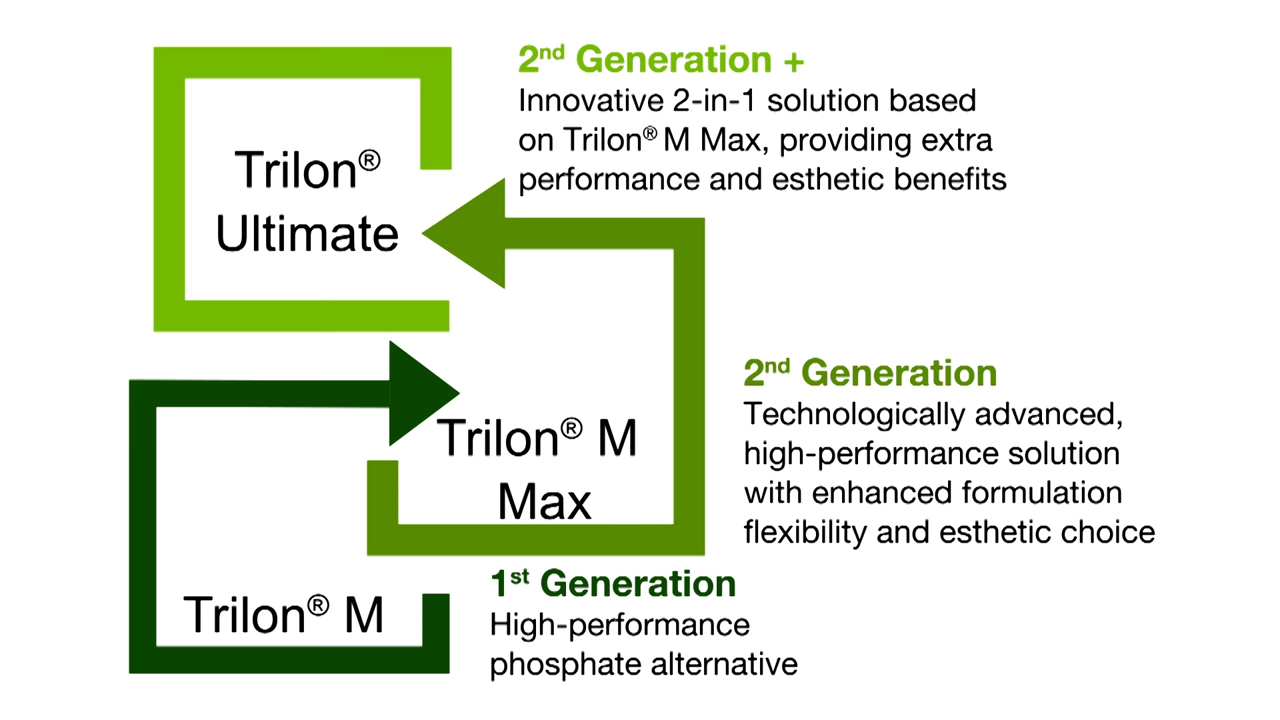 2nd Generation +
Innovative 2-in-1 solution based
on Trilon® M Max, providing extra
performance and esthetic benefits
Trilon®
Ultimate
2nd Generation
Technologically advanced,
high-performance solution
with enhanced formulation
flexibility and esthetic choice
Trilon® M
Max
1st Generation
High-performance
phosphate alternative
Trilon® M